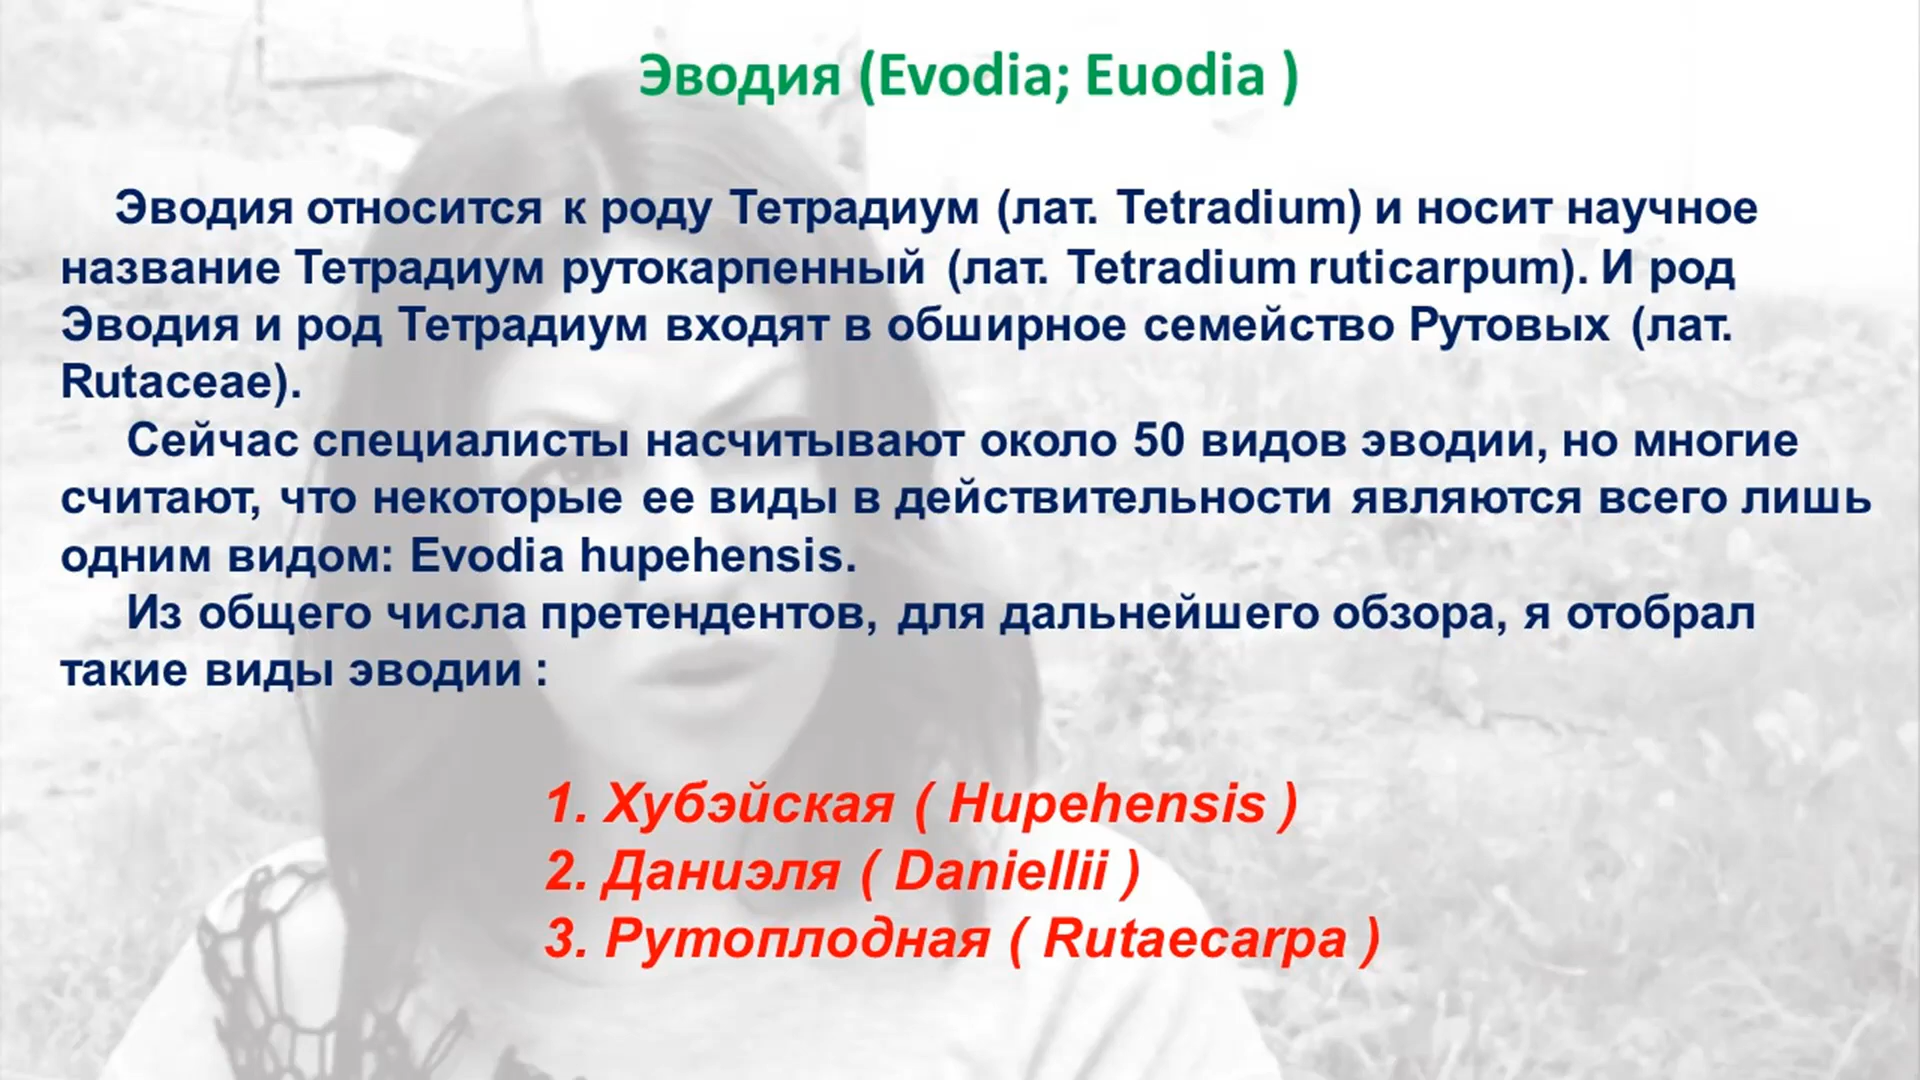 Эводия (Evodia; Euodia )
Эводия относится к роду Тетрадиум (лат. Tetradium) и носит научное
название Тетрадиум рутокарпенный (лат. Tetradium ruticarpum). И род
Эводия и род Тетрадиум входят в обширное семейство Рутовых (лат.
Rutaceae).
Сейчас специалисты насчитывают около 50 видов эводии, но многие
считают, что некоторые ее виды в действительности являются всего лишь
одним видом: Evodia hupehensis.
Из общего числа претендентов, для дальнейшего обзора, я отобрал
такие виды эводии :
1. Хубэйская ( Hupehensis )
2. Даниэля ( Daniellii )
3. Рутоплодная ( Rutaecarpa )